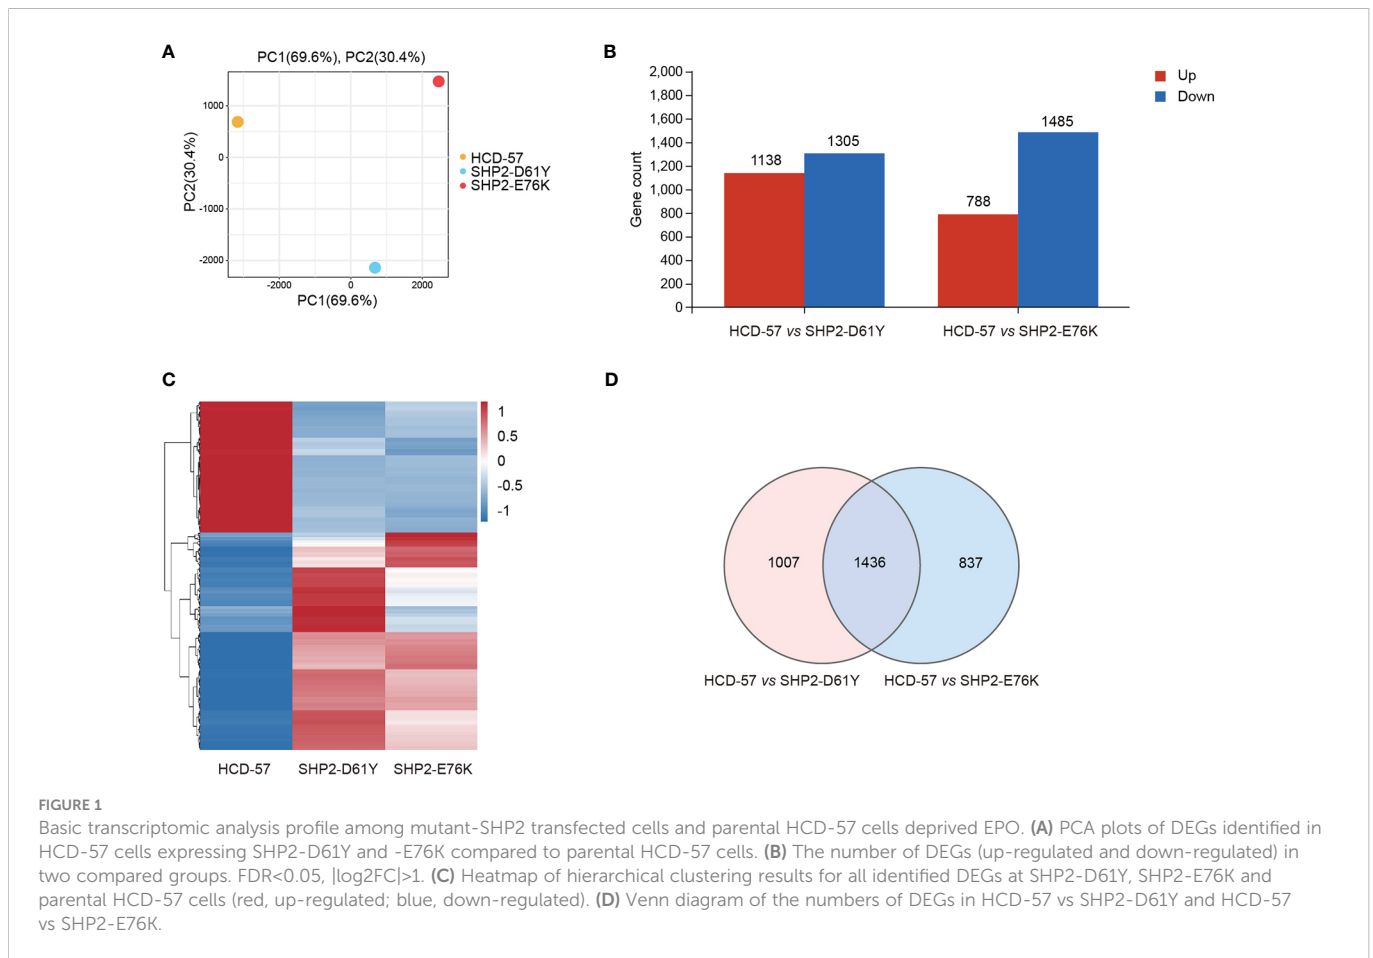 A
PC1(69.6%), PC2(30.4%)
PC2(30.4%)
1000
0
-1000
-2000
-2000
0
2000
PC1(69.6%)
HCD-57
SHP2-D61Y
SHP2-E76K
B
Gene count
2,000
1,800
1,600
1,400
1,200
1,000
800
600
400
200
0
1138
1305
788
1485
HCD-57 vs SHP2-D61Y
HCD-57 vs SHP2-E76K
Up
Down
C
1
0.5
0
-0.5
-1
HCD-57
SHP2-D61Y
SHP2-E76K
D
1007
1436
837
HCD-57 vs SHP2-D61Y
HCD-57 vs SHP2-E76K
FIGURE 1
Basic transcriptomic analysis profile among mutant-SHP2 transfected cells and parental HCD-57 cells deprived EPO. (A) PCA plots of DEGs identified in
HCD-57 cells expressing SHP2-D61Y and -E76K compared to parental HCD-57 cells. (B) The number of DEGs (up-regulated and down-regulated) in
two compared groups. FDR<0.05, |log2FC|>1. (C) Heatmap of hierarchical clustering results for all identified DEGs at SHP2-D61Y, SHP2-E76K and
parental HCD-57 cells (red, up-regulated; blue, down-regulated). (D) Venn diagram of the numbers of DEGs in HCD-57 vs SHP2-D61Y and HCD-57
vs SHP2-E76K.